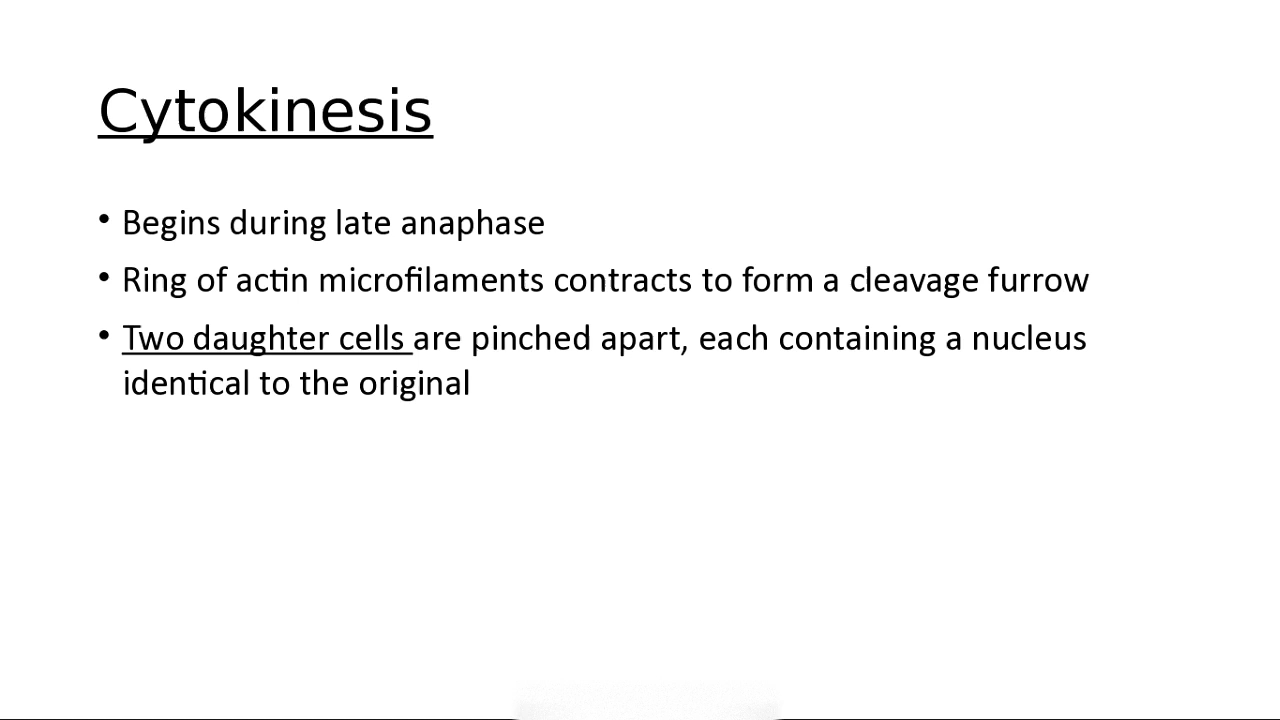 Cytokinesis
• Begins during late anaphase
• Ring of actin microfilaments contracts to form a cleavage furrow
• Two daughter cells are pinched apart, each containing a nucleus
identical to the original